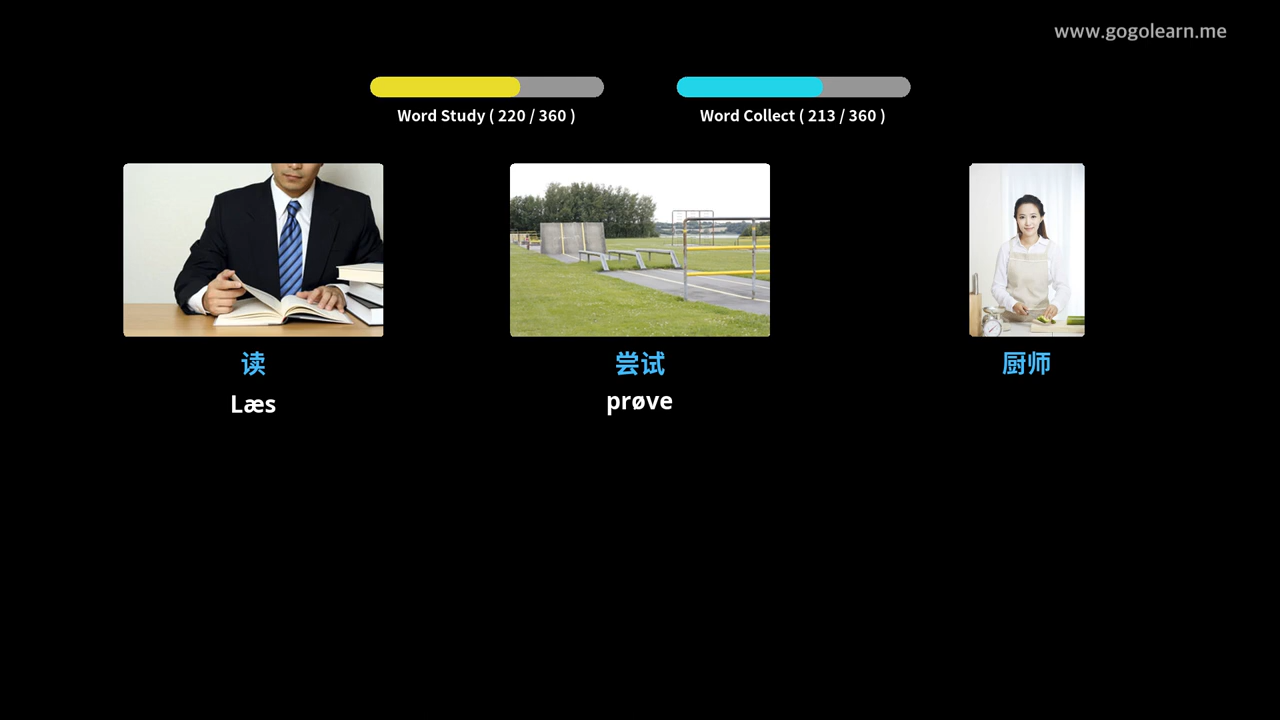 www.gogolearn.me
Word Study ( 220 / 360 )
Word Collect ( 213 / 360 )
读
尝试
厨师
Læs
prøve